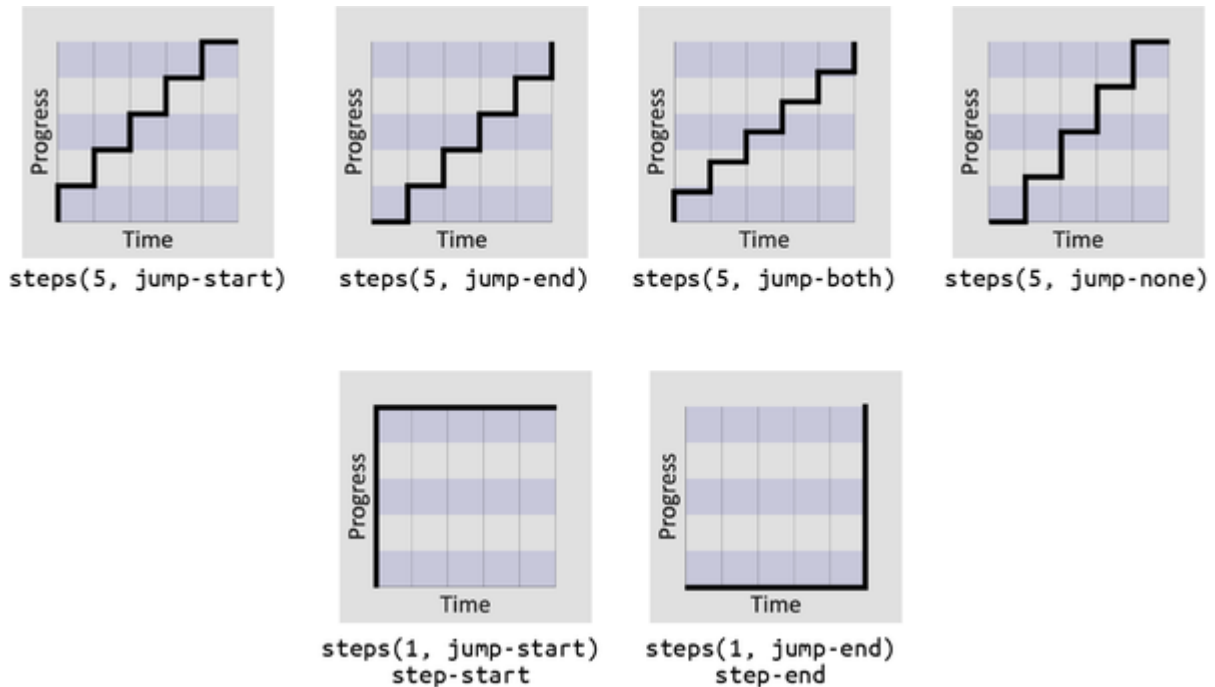 Progress
Time
steps(5, jump-start)
Progress
Time
steps(5, jump-end)
Progress
Time
steps(5, jump-both)
Progress
Time
steps(5, jump-none)
Progress
Time
steps(1, jump-start)
step-start
Progress
Time
steps(1, jump-end)
step-end